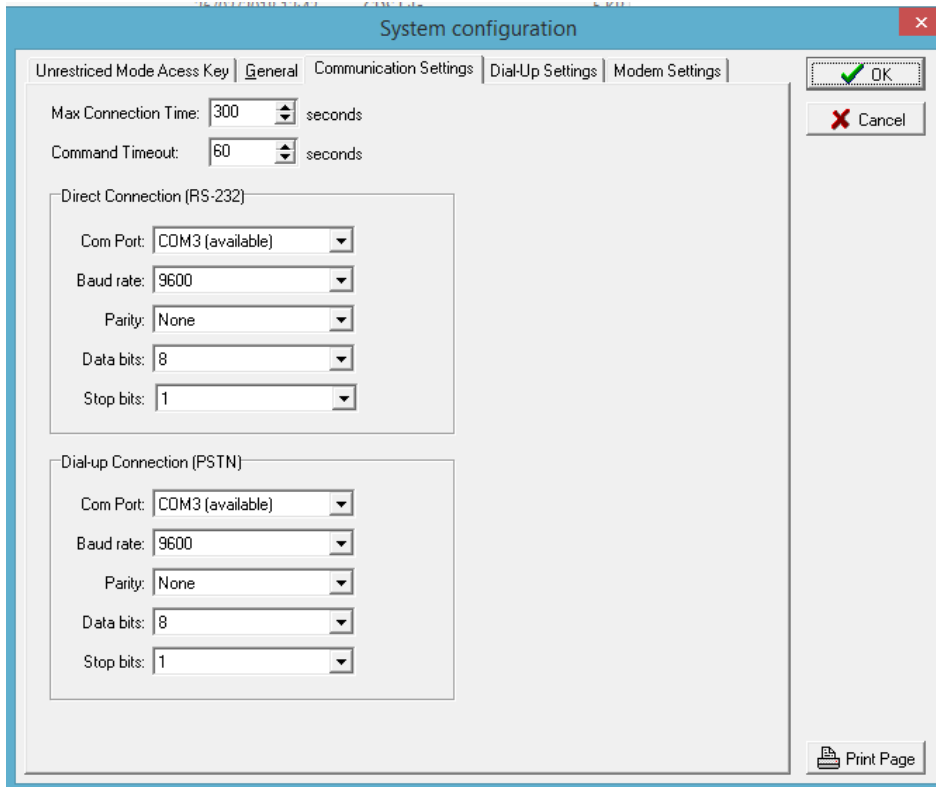 System configuration
Unrestriced Mode Acess Key General Communication Settings Dial-Up Settings Modem Settings
OK
Cancel
Max Connection Time: 300 seconds
Command Timeout: 60 seconds
Direct Connection (RS-232)
Com Port: COM3 (available)
Baud rate: 9600
Parity: None
Data bits: 8
Stop bits: 1
Dial-up Connection (PSTN)
Com Port: COM3 (available)
Baud rate: 9600
Parity: None
Data bits: 8
Stop bits: 1
Print Page